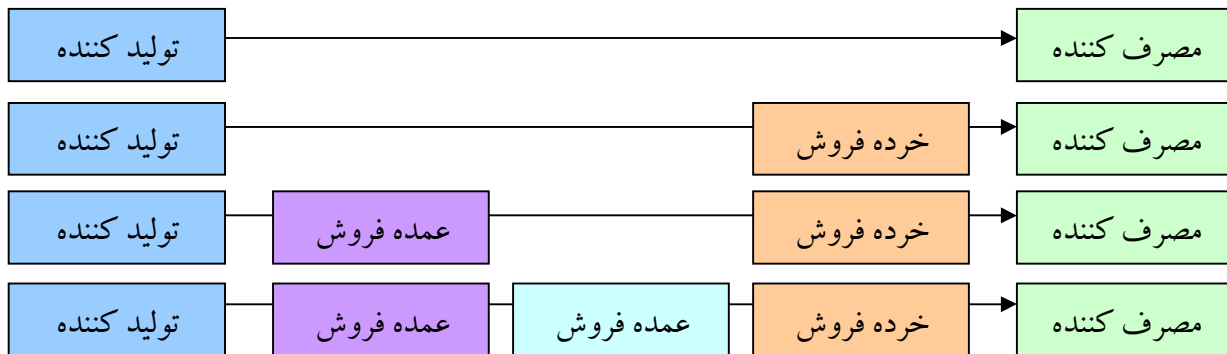 تولید کننده مصرف کننده
تولید کننده خرده فروش مصرف کننده
تولید کننده عمده فروش خرده فروش مصرف کننده
تولید کننده عمده فروش عمده فروش خرده فروش مصرف کننده